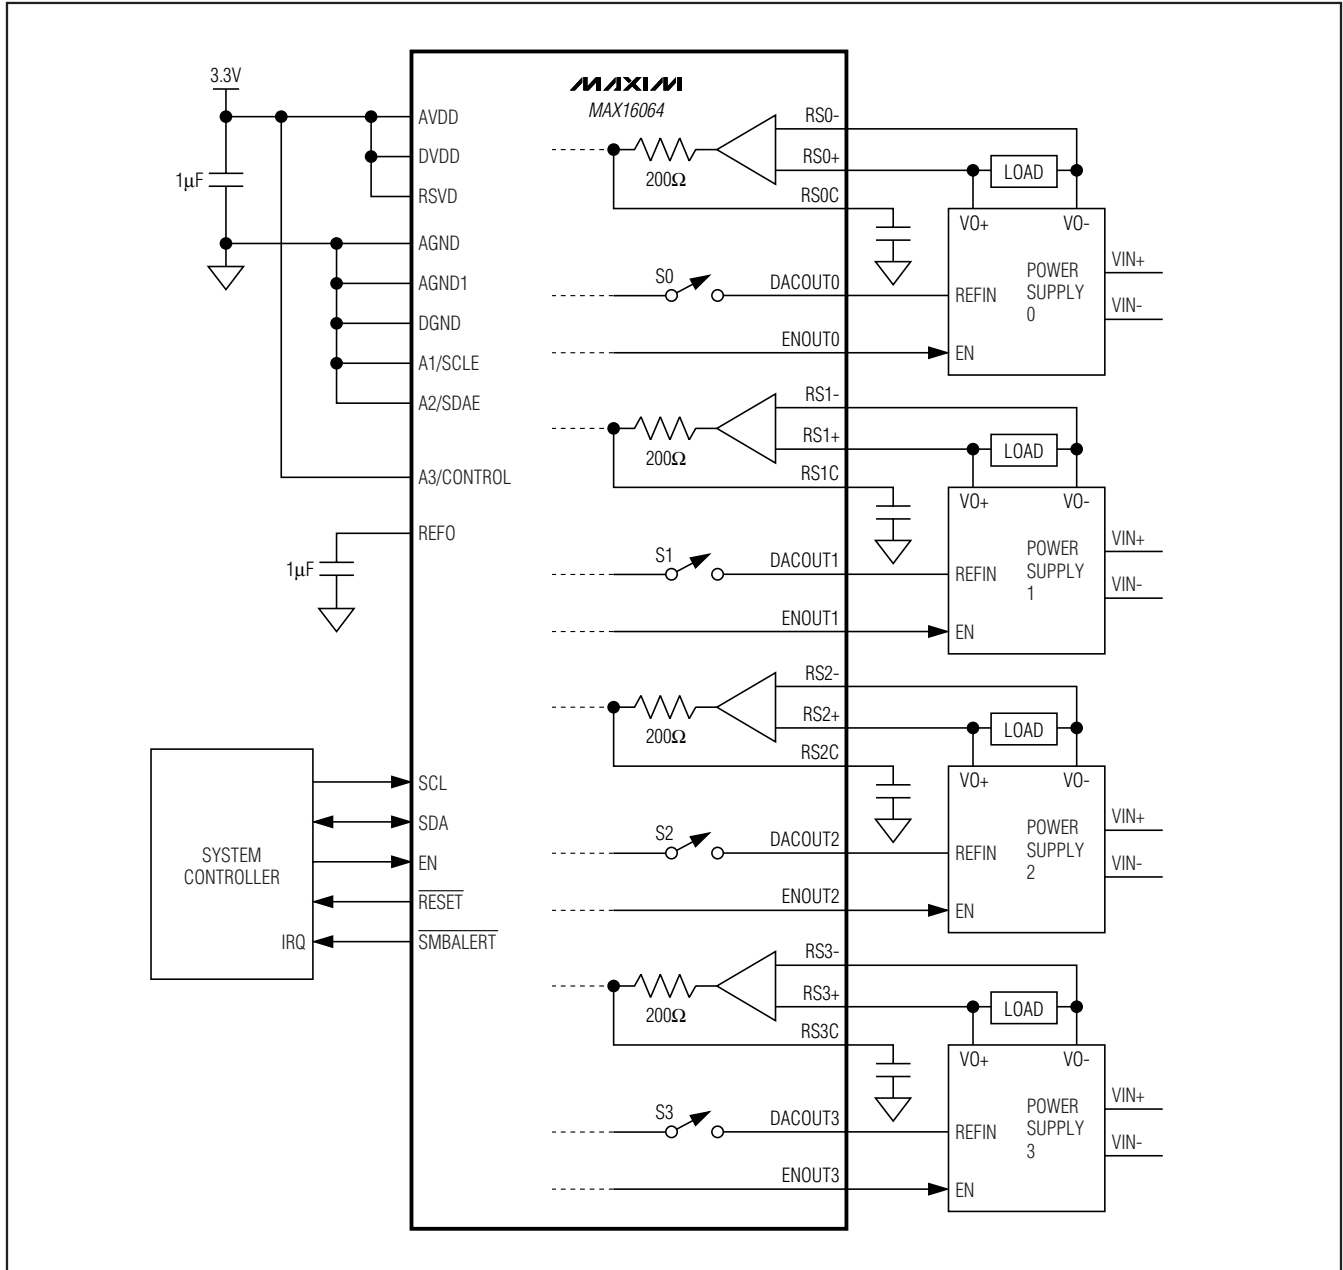 MAXIM
MAX16064
3.3V
1µF
AVDD
DVDD
RSVD
AGND
AGND1
DGND
A1/SCLE
A2/SDAE
A3/CONTROL
REFO
1µF
SYSTEM
CONTROLLER
IRQ
SCL
SDA
EN
RESET
SMBALERT
200Ω
RS0-
RS0+
RS0C
S0
DACOUT0
ENOUT0
LOAD
VO+
VO-
POWER
SUPPLY
0
REFIN
EN
VIN+
VIN-
200Ω
RS1-
RS1+
RS1C
S1
DACOUT1
ENOUT1
LOAD
VO+
VO-
POWER
SUPPLY
1
REFIN
EN
VIN+
VIN-
200Ω
RS2-
RS2+
RS2C
S2
DACOUT2
ENOUT2
LOAD
VO+
VO-
POWER
SUPPLY
2
REFIN
EN
VIN+
VIN-
200Ω
RS3-
RS3+
RS3C
S3
DACOUT3
ENOUT3
LOAD
VO+
VO-
POWER
SUPPLY
3
REFIN
EN
VIN+
VIN-